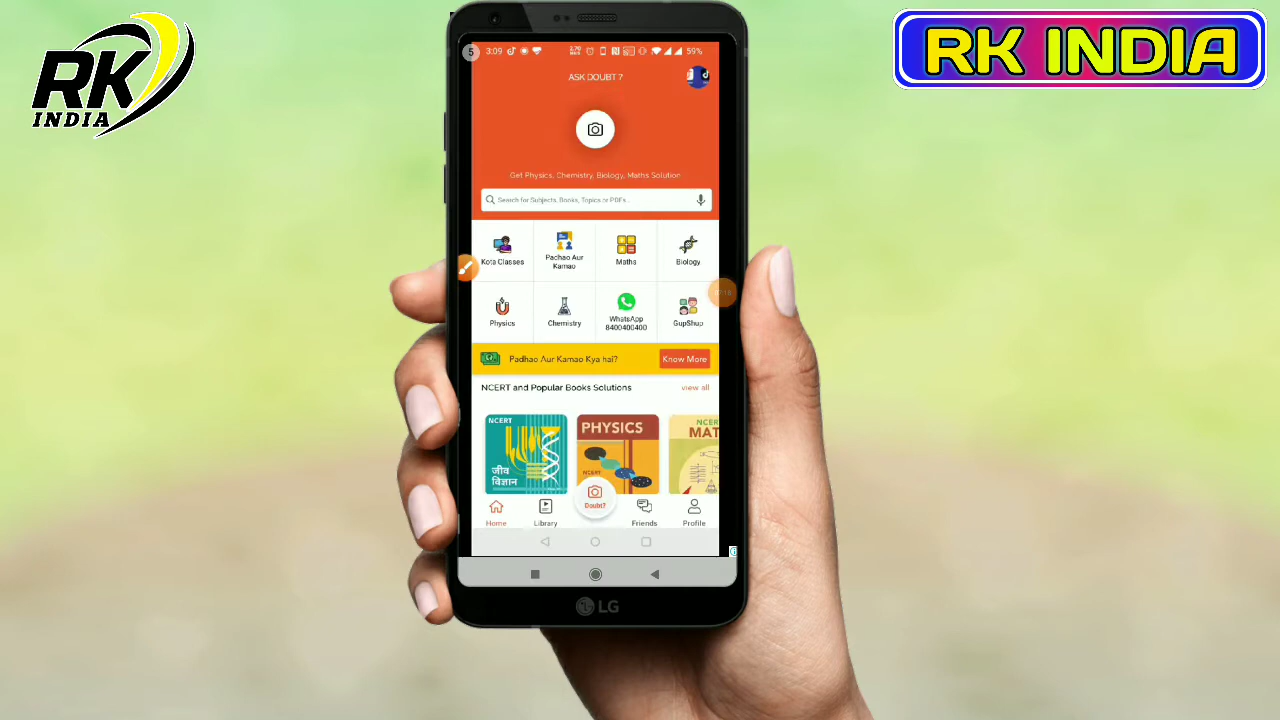 RK
INDIA
RK INDIA
5
3:09
59%
ASK DOUBT ?
Get Physics, Chemistry, Biology, Maths Solution
Search for Subjects, Books, Topics or PDFs..
Kota Classes
Pachao Aur
Kamao
Maths
Biology
Physics
Chemistry
WhatsApp
8400400400
GupShup
Padhao Aur Kamao Kya hai?
Know More
NCERT and Popular Books Solutions
view all
NCERT
जीव
विज्ञान
PHYSICS
NCERT
NCE
MAT
Doubt?
Home
Library
Friends
Profile
LG